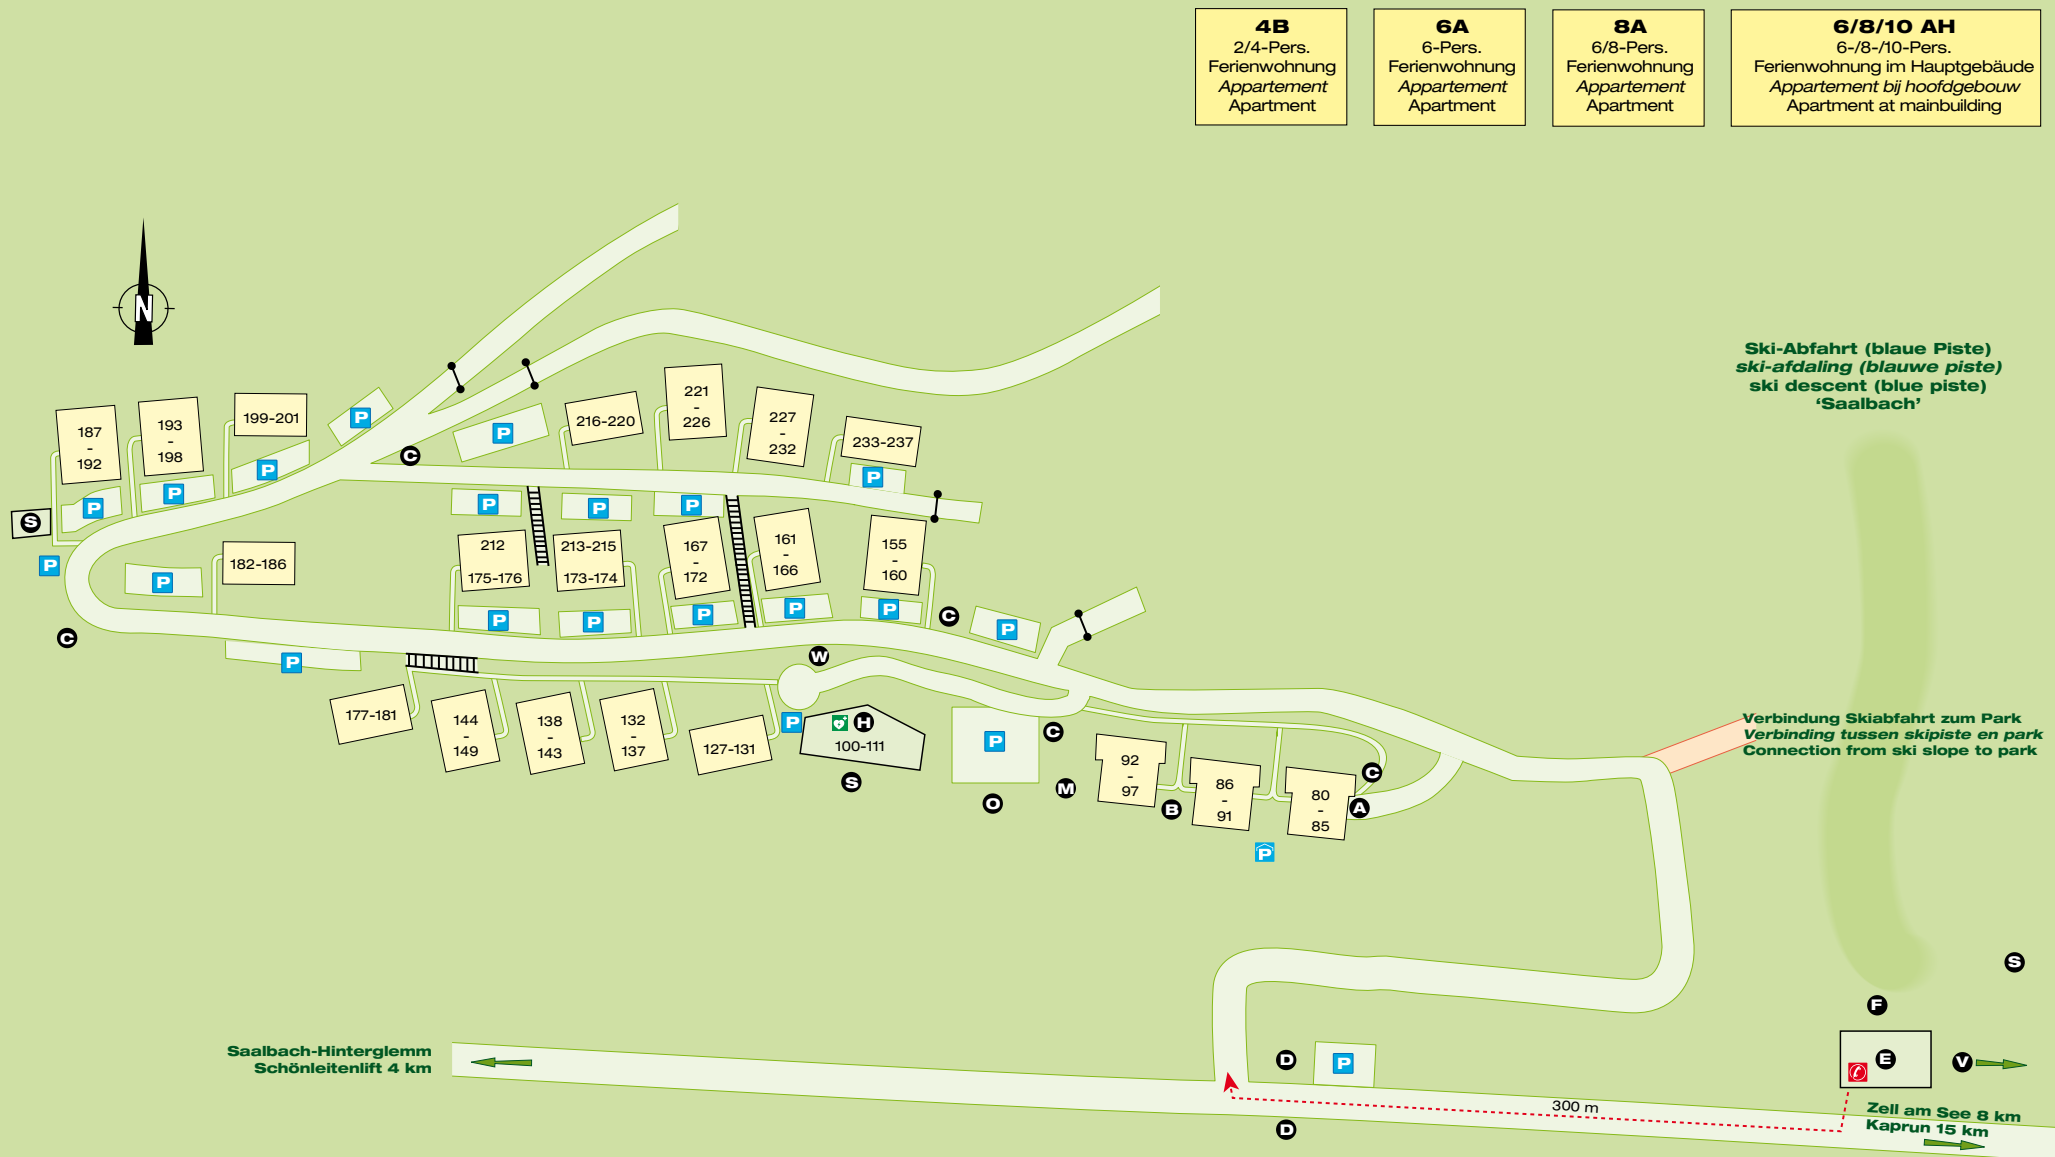 4B
2/4-Pers.
Ferienwohnung
Appartement
Apartment
6A
6-Pers.
Ferienwohnung
Appartement
Apartment
8A
6/8-Pers.
Ferienwohnung
Appartement
Apartment
6/8/10 AH
6-/8-/10-Pers.
Ferienwohnung im Hauptgebäude
Appartement bij hoofdgebouw
Apartment at mainbuilding
N
Ski-Abfahrt (blaue Piste)
ski-afdaling (blauwe piste)
ski descent (blue piste)
‘Saalbach’
187
-
192
193
-
198
199-201
P
P
216-220
221
-
226
227
-
232
233-237
C
P
P
P
P
S
P
P
P
P
P
182-186
P
212
175-176
213-215
173-174
167
-
172
161
-
166
155
-
160
P
P
P
P
P
C
P
C
P
W
177-181
144
-
149
138
-
143
132
-
137
127-131
P
H
100-111
S
P
O
C
M
92
-
97
B
86
-
91
80
-
85
C
A
P
Verbindung Skiabfahrt zum Park
Verbinding tussen skipiste en park
Connection from ski slope to park
S
F
E
V
Saalbach-Hinterglemm
Schönleitenlift 4 km
D
P
D
300 m
Zell am See 8 km
Kaprun 15 km